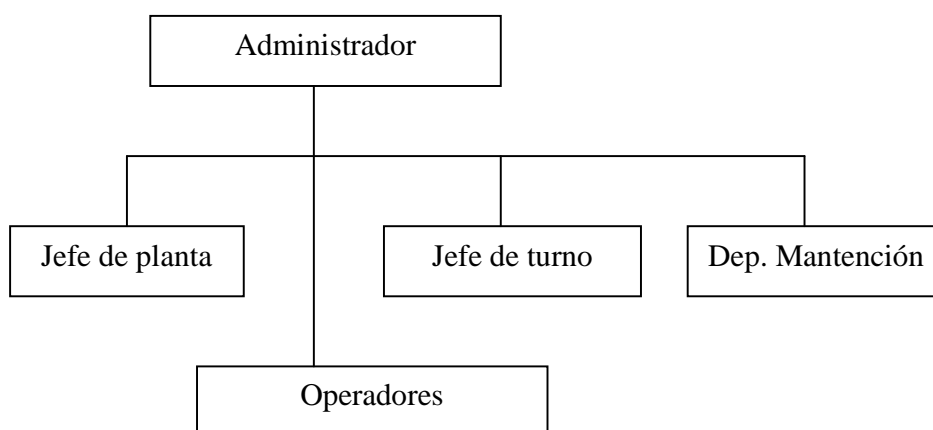 Administrador
Jefe de planta
Jefe de turno
Dep. Mantención
Operadores